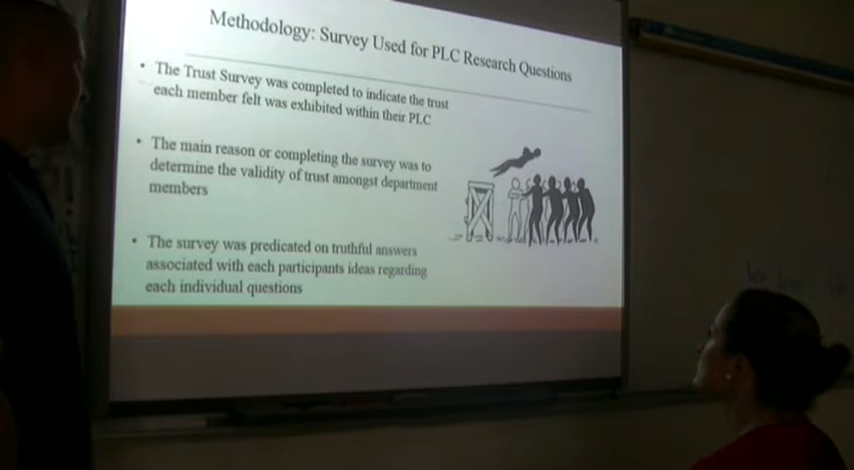 Methodology: Survey Used for PLC Research Questions
• The Trust Survey was completed to indicate the trust
each member felt was exhibited within their PLC
• The main reason or completing the survey was to
determine the validity of trust amongst department
members
• The survey was predicated on truthful answers
associated with each participants ideas regarding
each individual questions